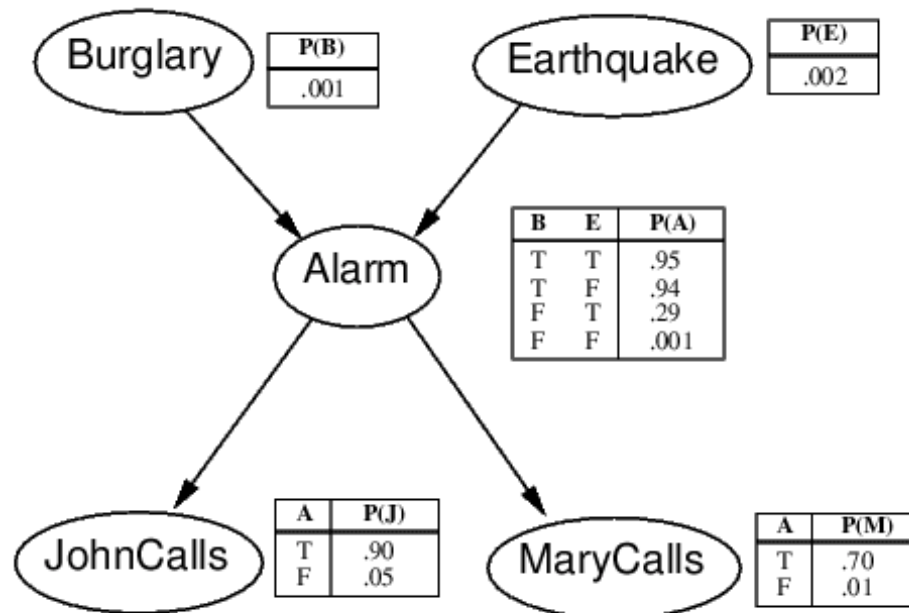 Burglary
P(B)
.001
Earthquake
P(E)
.002
Alarm
B E P(A)
T T .95
T F .94
F T .29
F F .001
JohnCalls
A P(J)
T .90
F .05
MaryCalls
A P(M)
T .70
F .01